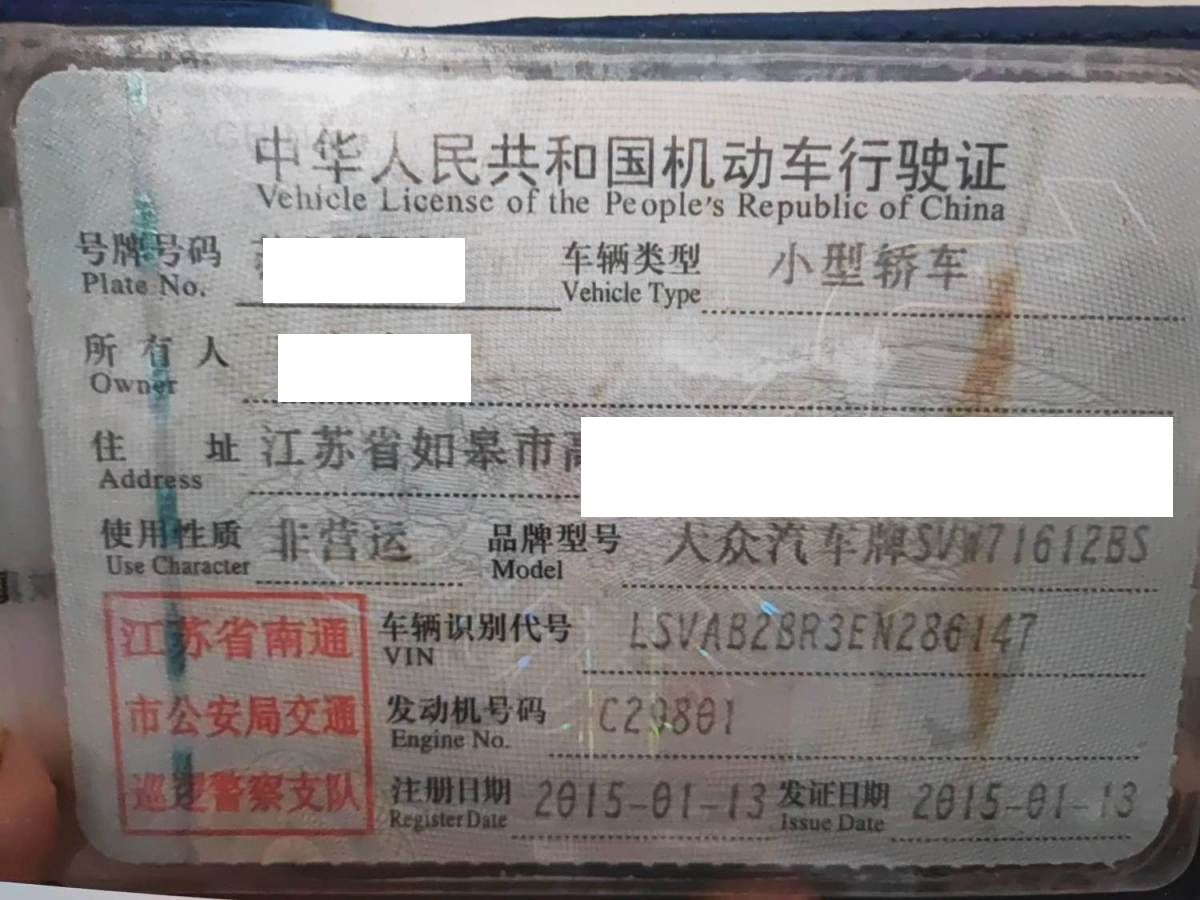 中华人民共和国机动车行驶证
Vehicle License of the People's Republic of China
号牌号码 车辆类型 小型轿车
Plate No. Vehicle Type
所有人
Owner
住址 江苏省如皋市
Address
使用性质 非营运 品牌型号 大众汽车牌SVW71612BS
Use Character Model
江苏省南通 车辆识别代号 LSVAB2BR3EN286147
VIN
市公安局交通 发动机号码 C29801
Engine No.
巡逻警察支队 注册日期 2015-01-13 发证日期 2015-01-13
Register Date Issue Date